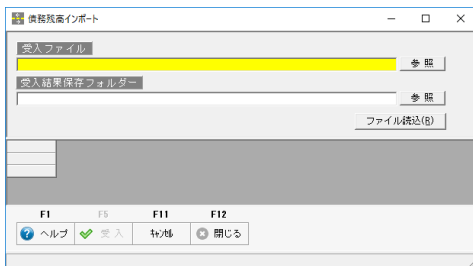 債務残高インポート
受入ファイル
参照
受入結果保存フォルダー
参照
ファイル読込(R)
F1 F5 F11 F12
ヘルプ 受入 ｷｬﾝｾﾙ 閉じる